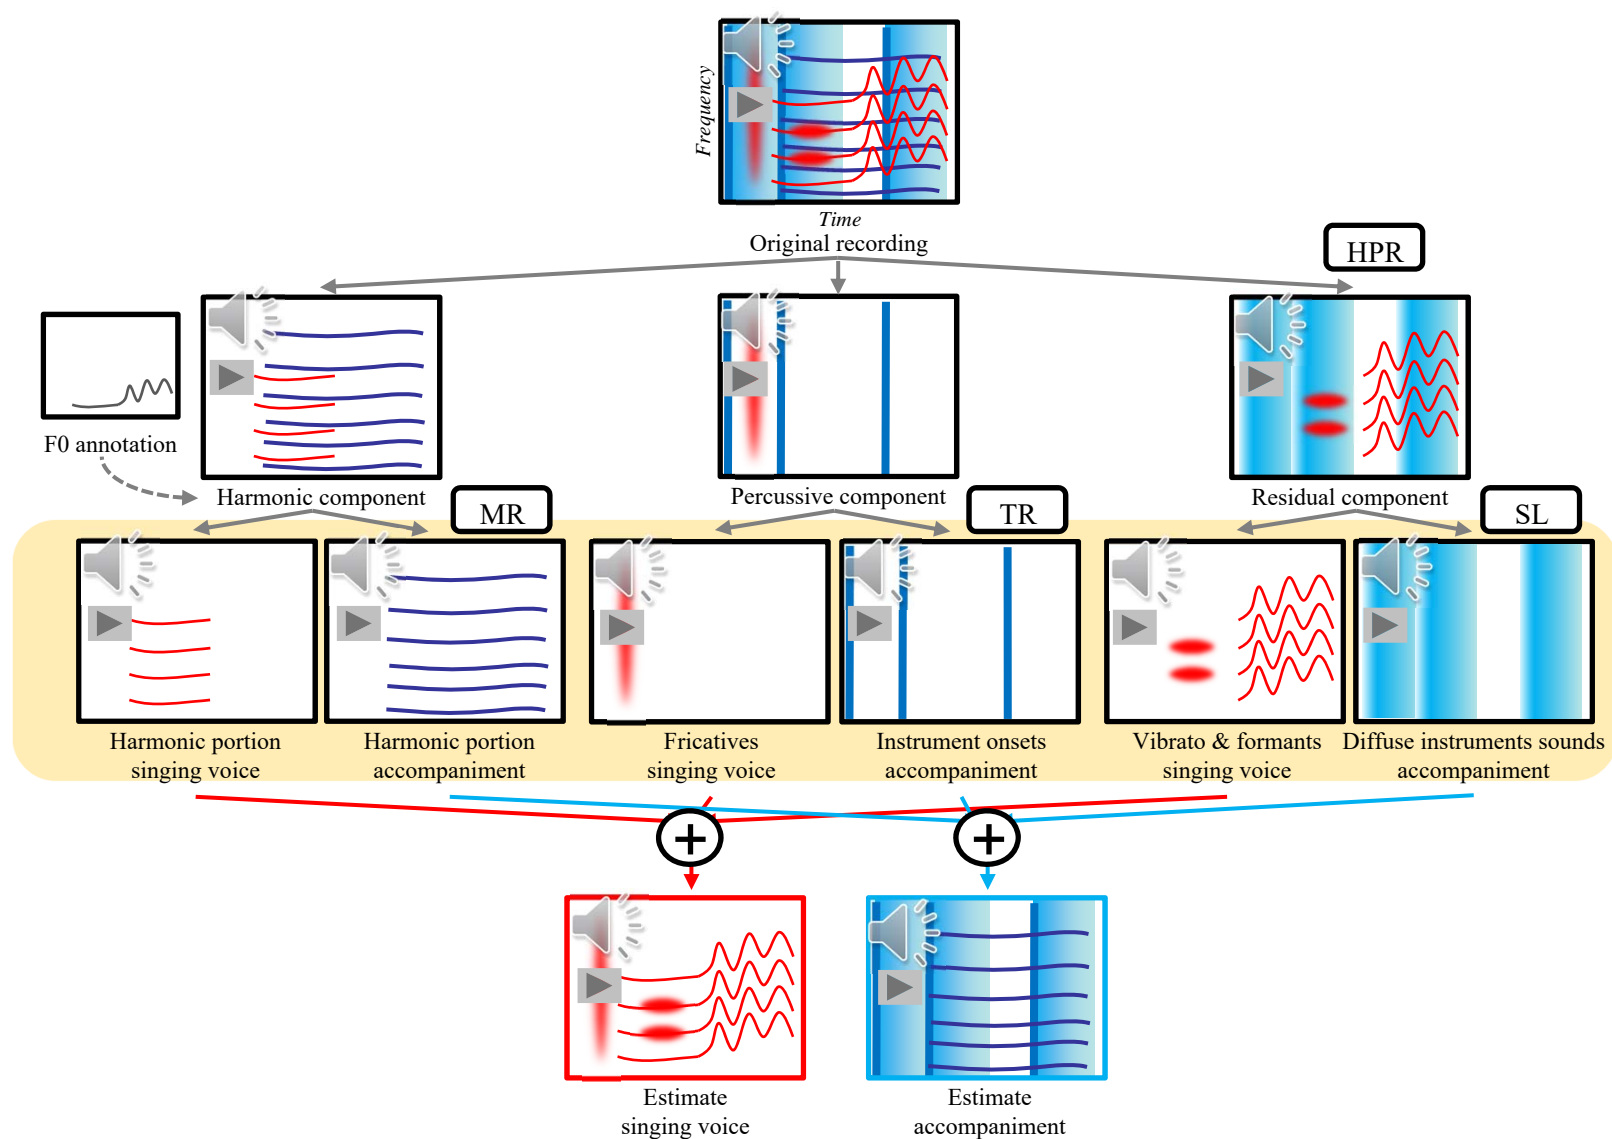 Frequency
Time
Original recording
HPR
F0 annotation
Harmonic component
Percussive component
Residual component
MR
TR
SL
Harmonic portion
singing voice
Harmonic portion
accompaniment
Fricatives
singing voice
Instrument onsets
accompaniment
Vibrato & formants
singing voice
Diffuse instruments sounds
accompaniment
+
+
Estimate
singing voice
Estimate
accompaniment